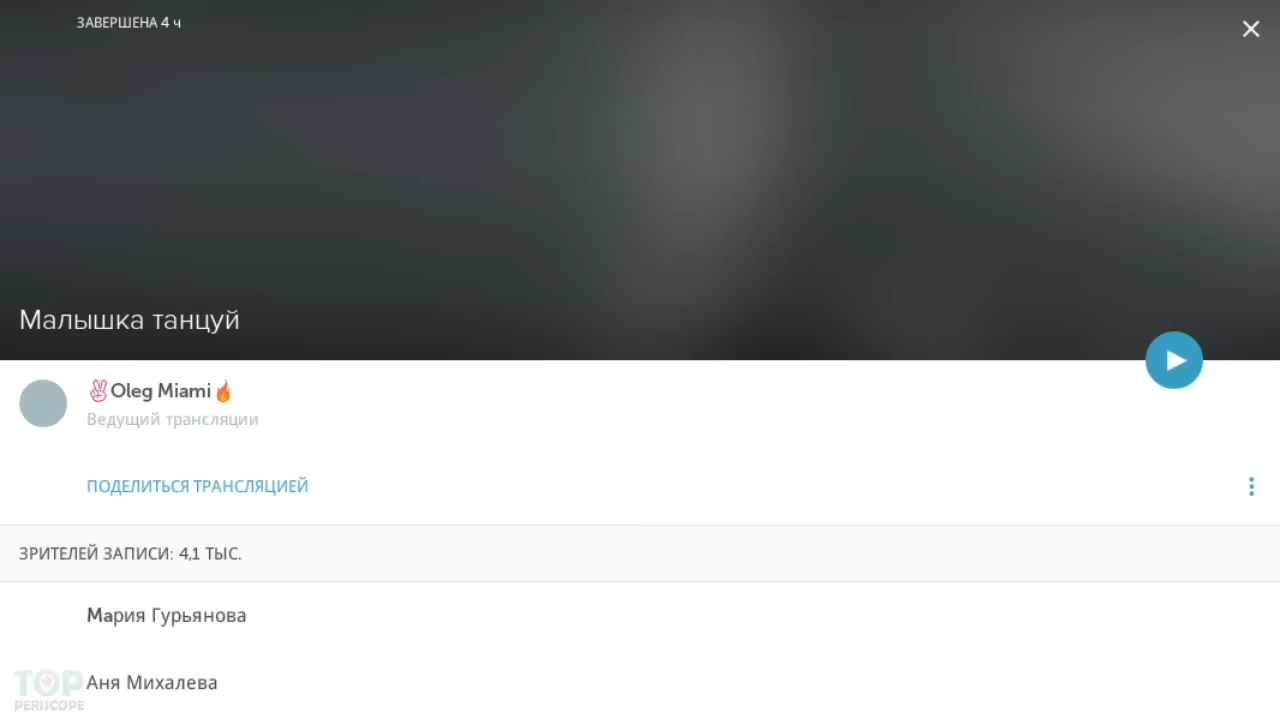 ЗАВЕРШЕНА 4 ч
Малышка танцуй
✌Oleg Miami🔥
Ведущий трансляции
ПОДЕЛИТЬСЯ ТРАНСЛЯЦИЕЙ
ЗРИТЕЛЕЙ ЗАПИСИ: 4,1 ТЫС.
Мария Гурьянова
Аня Михалева
TOP
PERISCOPE